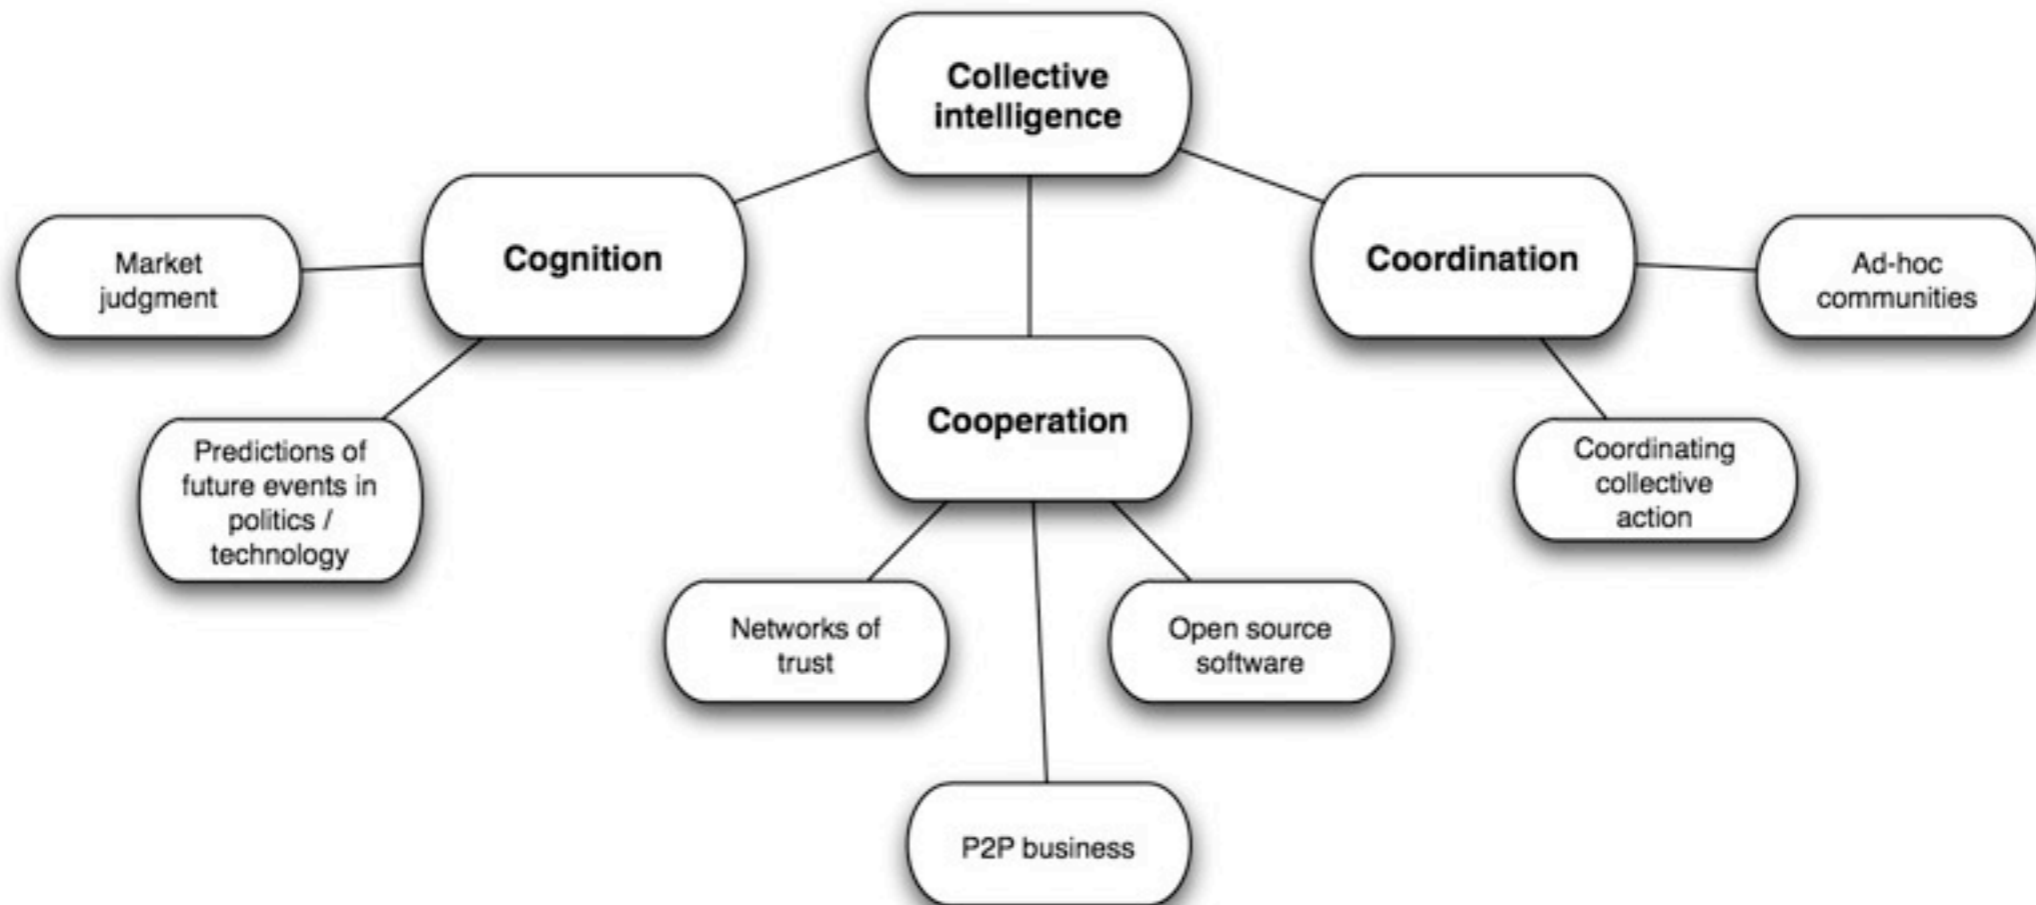 Collective
intelligence
Cognition
Coordination
Market
judgment
Ad-hoc
communities
Cooperation
Predictions of
future events in
politics /
technology
Coordinating
collective
action
Networks of
trust
Open source
software
P2P business